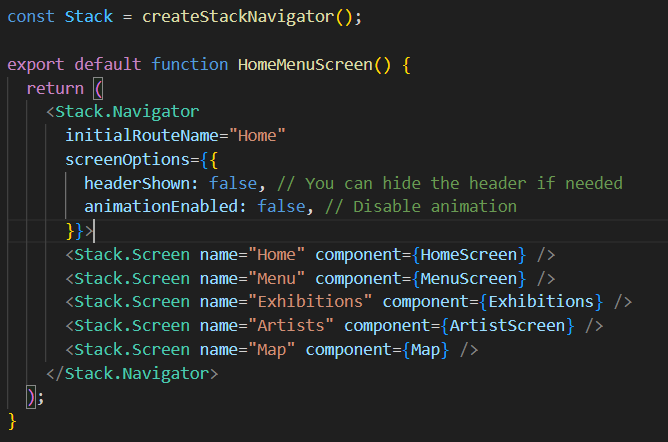 const Stack = createStackNavigator();
export default function HomeMenuScreen() {
return (
<Stack.Navigator
initialRouteName="Home"
screenOptions={{
headerShown: false, // You can hide the header if needed
animationEnabled: false, // Disable animation
}}>
<Stack.Screen name="Home" component={HomeScreen} />
<Stack.Screen name="Menu" component={MenuScreen} />
<Stack.Screen name="Exhibitions" component={Exhibitions} />
<Stack.Screen name="Artists" component={ArtistScreen} />
<Stack.Screen name="Map" component={Map} />
</Stack.Navigator>
);
}